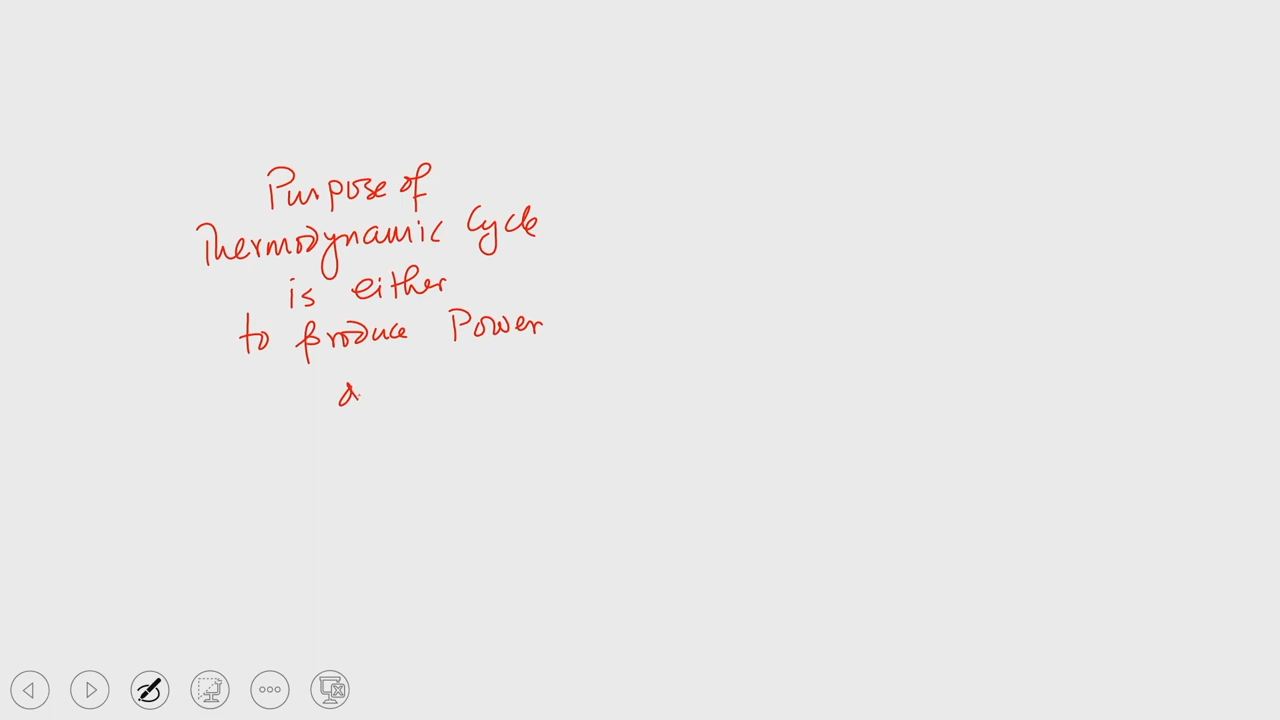 Purpose of
Thermodynamic Cycle
is either
to produce Power